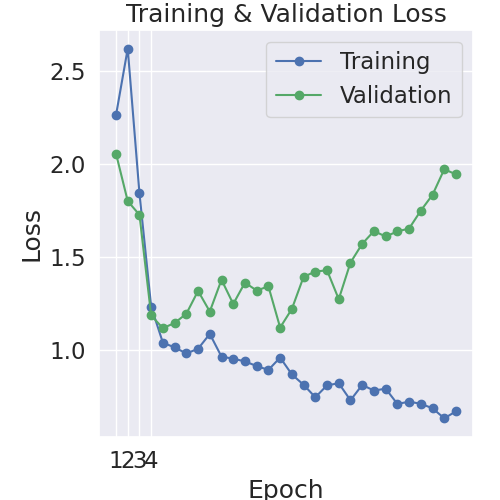 Training & Validation Loss
Training
Validation
2.5
2.0
1.5
1.0
Loss
1234
Epoch